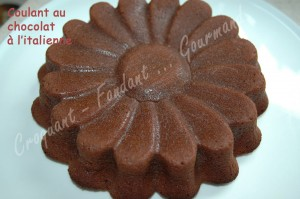 Coulant au
chocolat
à l'italienne
Croquant - Fondant ... Gourmand